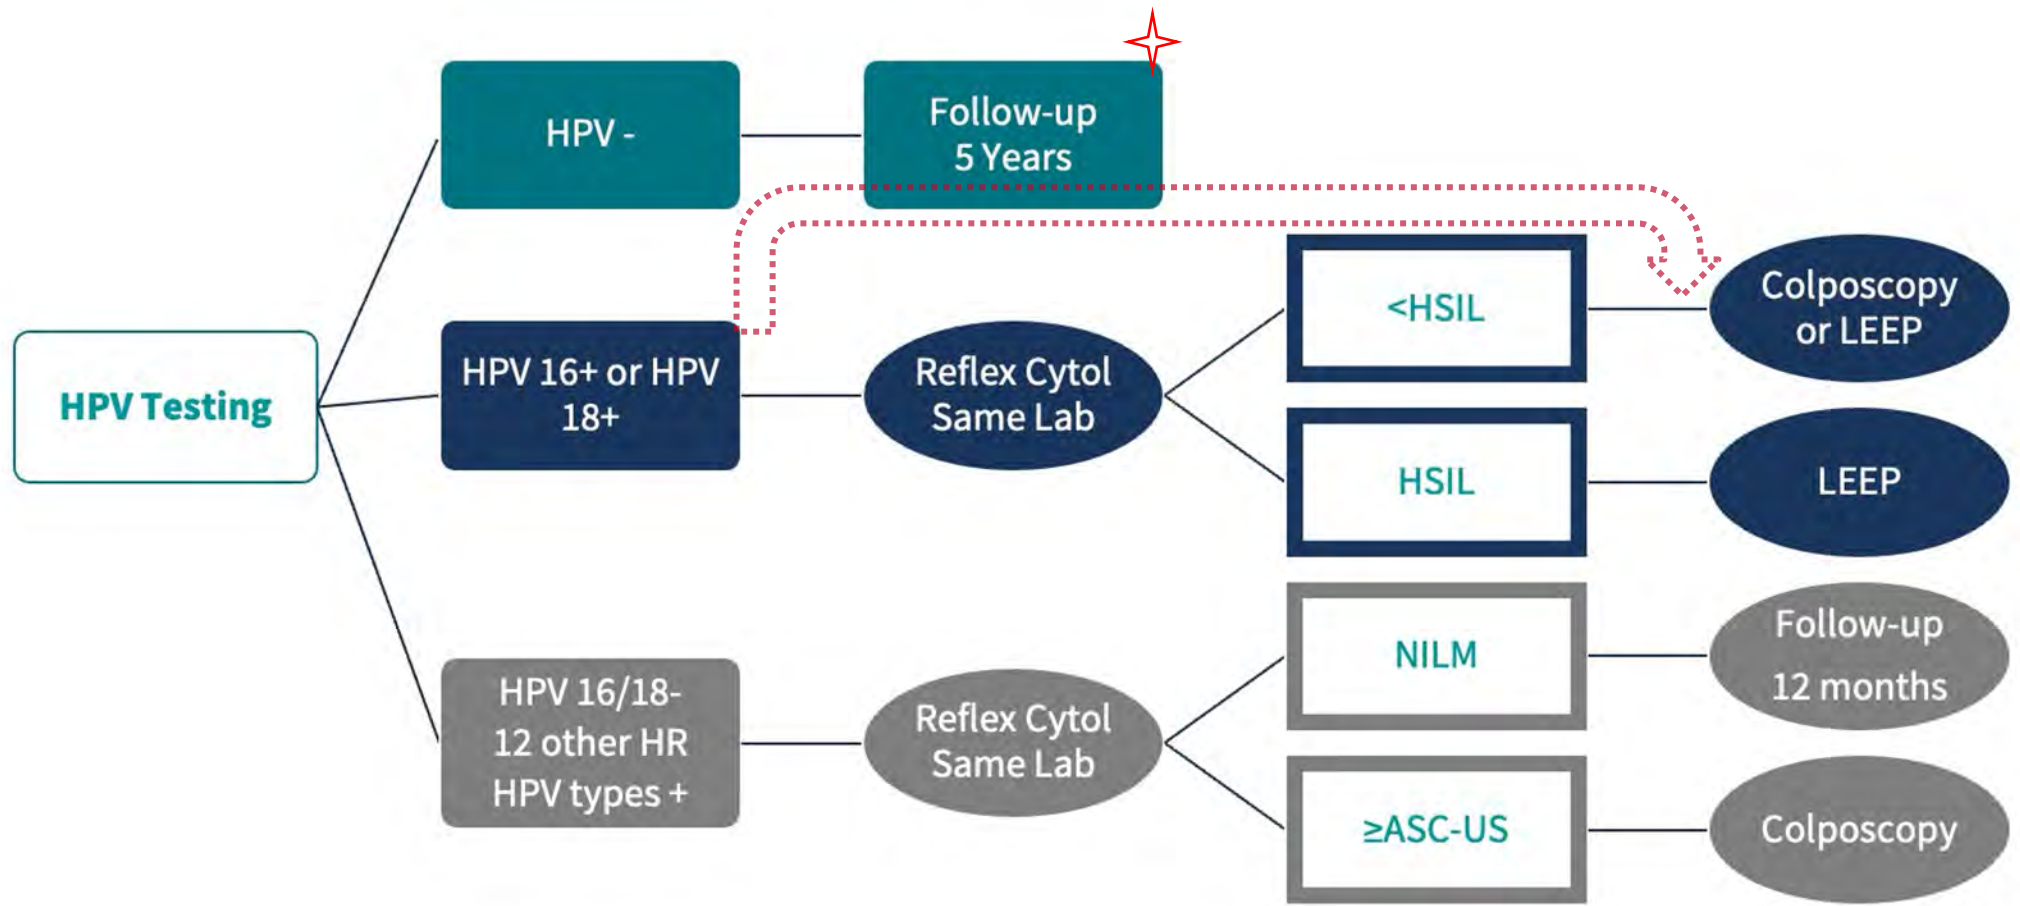 HPV Testing
HPV -
Follow-up
5 Years
HPV 16+ or HPV
18+
Reflex Cytol
Same Lab
<HSIL
Colposcopy
or LEEP
HSIL
LEEP
HPV 16/18-
12 other HR
HPV types +
Reflex Cytol
Same Lab
NILM
Follow-up
12 months
≥ASC-US
Colposcopy